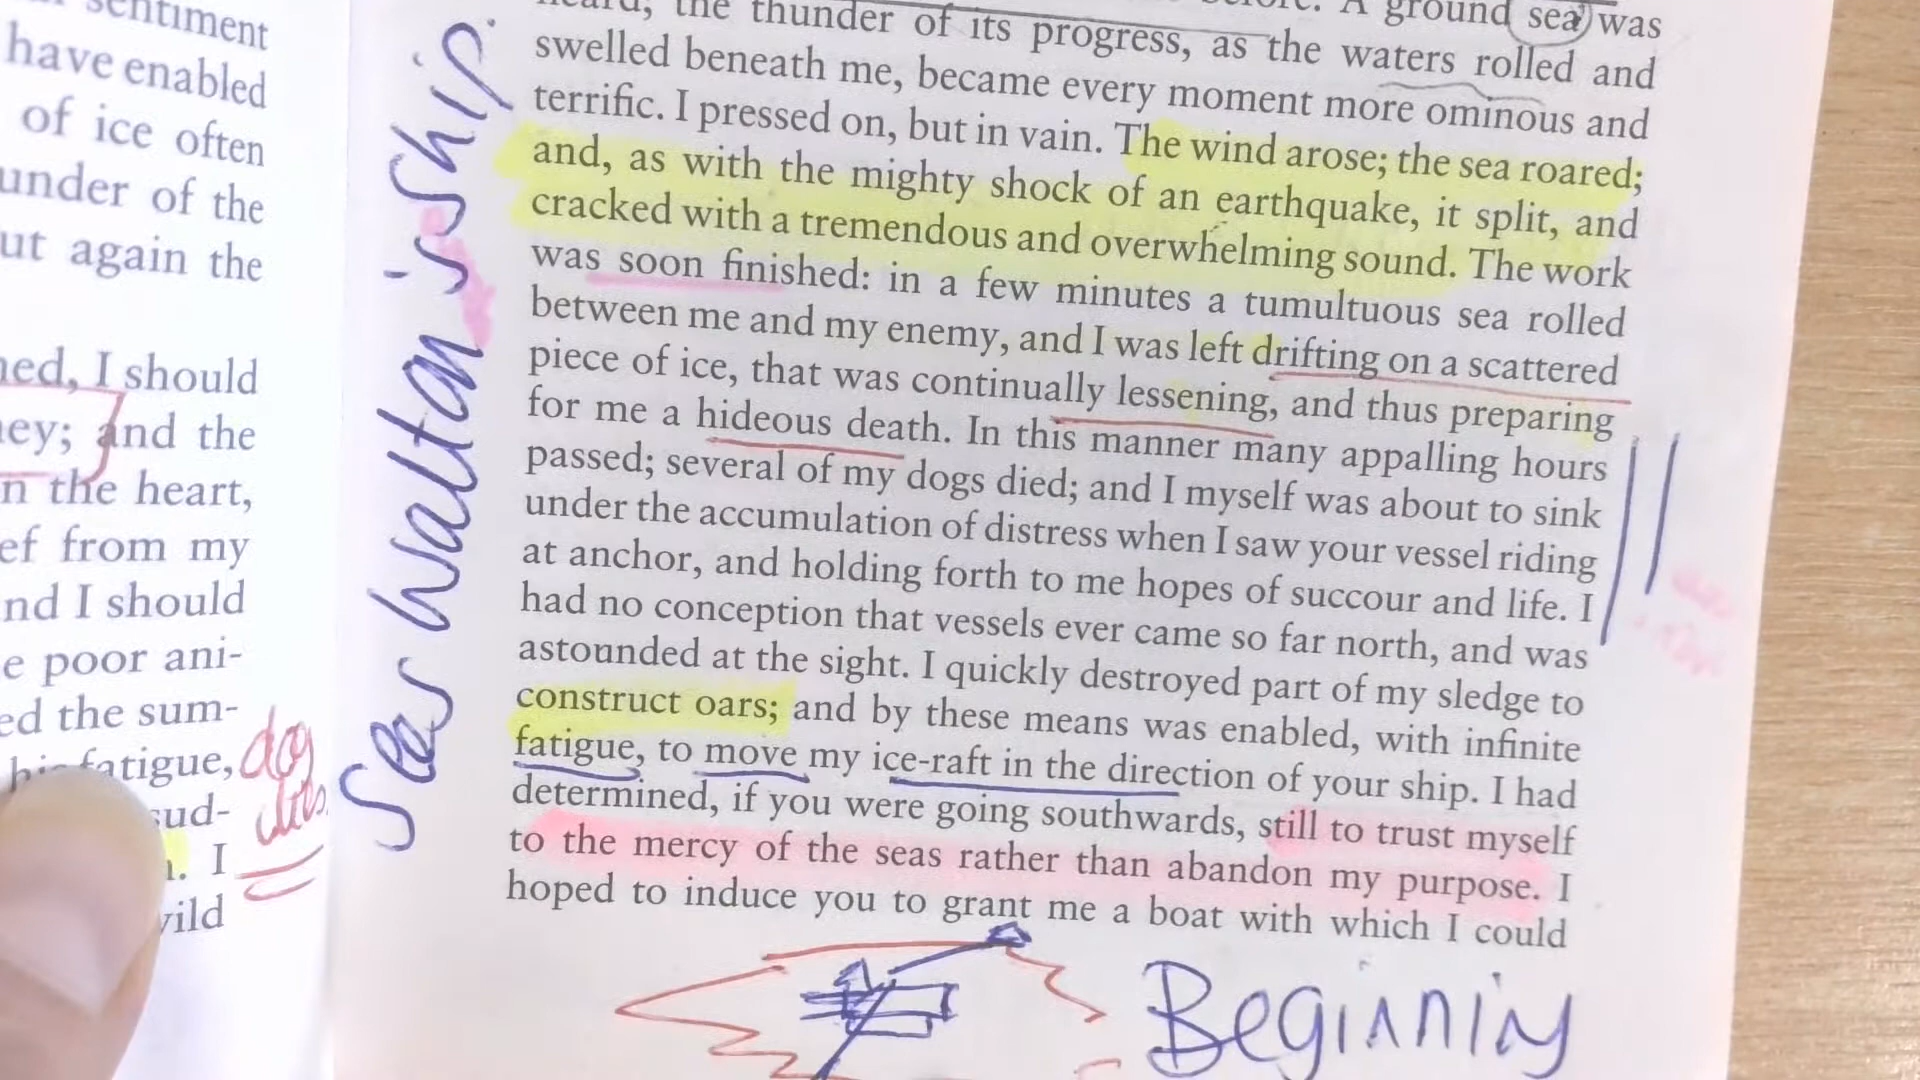 sentiment
have enabled
of ice often
under of the
ut again the
ned, I should
ney; and the
n the heart,
ef from my
nd I should
e poor ani-
ed the sum-
his fatigue,
sud-
. I
wild
dog
dies
Sees Walton's ship.
heard; the thunder of its progress, as the waters rolled and
before. A ground sea was
swelled beneath me, became every moment more ominous and
terrific. I pressed on, but in vain. The wind arose; the sea roared;
and, as with the mighty shock of an earthquake, it split, and
cracked with a tremendous and overwhelming sound. The work
was soon finished: in a few minutes a tumultuous sea rolled
between me and my enemy, and I was left drifting on a scattered
piece of ice, that was continually lessening, and thus preparing
for me a hideous death. In this manner many appalling hours
passed; several of my dogs died; and I myself was about to sink
under the accumulation of distress when I saw your vessel riding
at anchor, and holding forth to me hopes of succour and life. I
had no conception that vessels ever came so far north, and was
astounded at the sight. I quickly destroyed part of my sledge to
construct oars; and by these means was enabled, with infinite
fatigue, to move my ice-raft in the direction of your ship. I had
determined, if you were going southwards, still to trust myself
to the mercy of the seas rather than abandon my purpose. I
hoped to induce you to grant me a boat with which I could
Beginnin